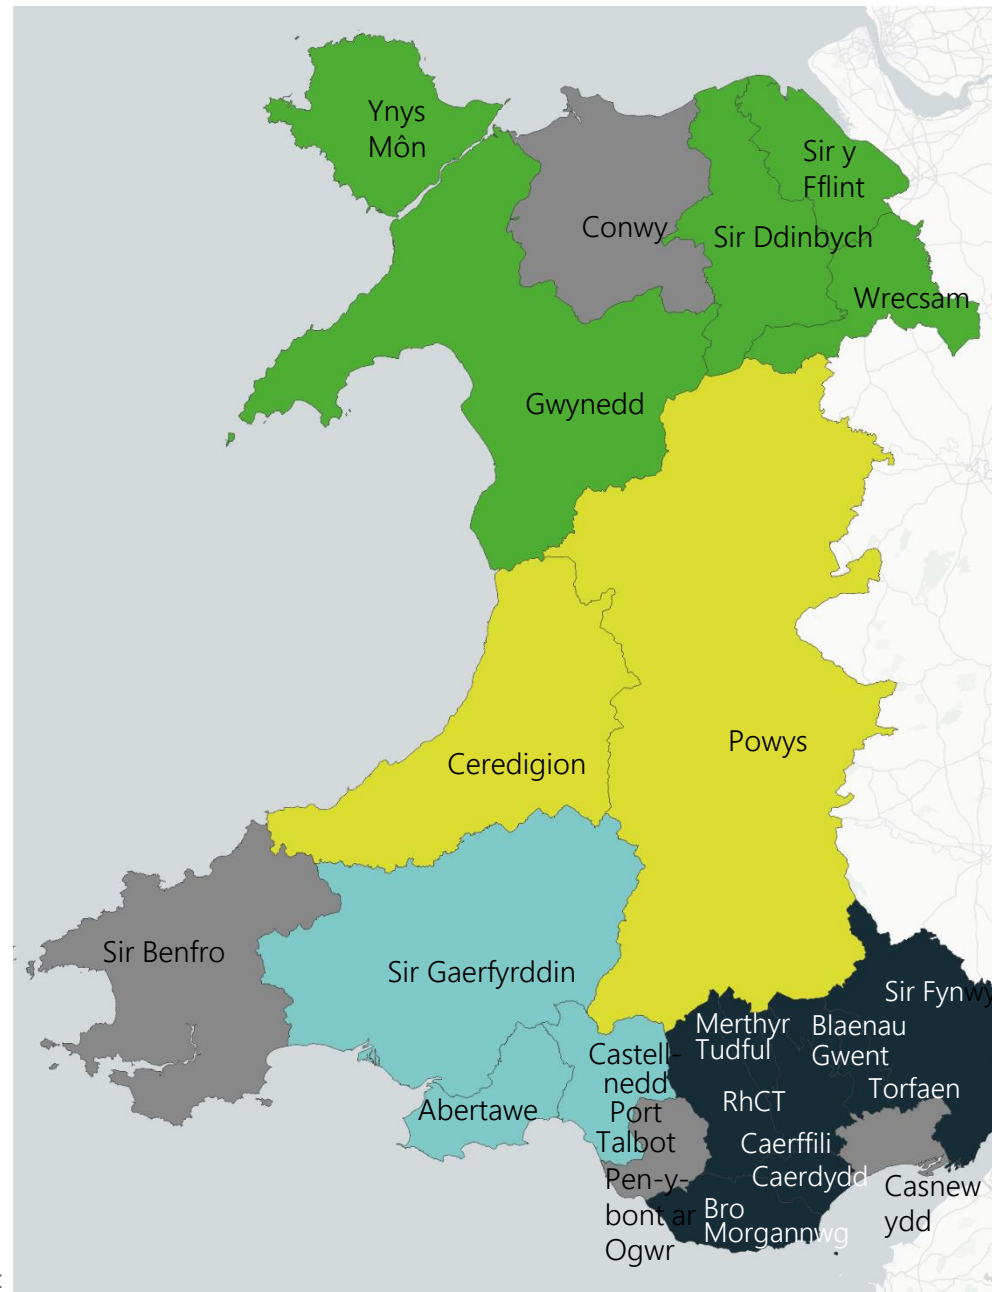 Ynys
Môn
Sir y
Fflint
Conwy
Sir Ddinbych
Wrecsam
Gwynedd
Powys
Ceredigion
Sir Benfro
Sir Gaerfyrddin
Sir Fynwy
Merthyr
Tudful
Blaenau
Gwent
Castell-
nedd
Port
Talbot
Abertawe
RhCT
Torfaen
Caerffili
Caerdydd
Pen-y-
bont ar
Ogwr
Bro
Morgannwg
Casnew
ydd